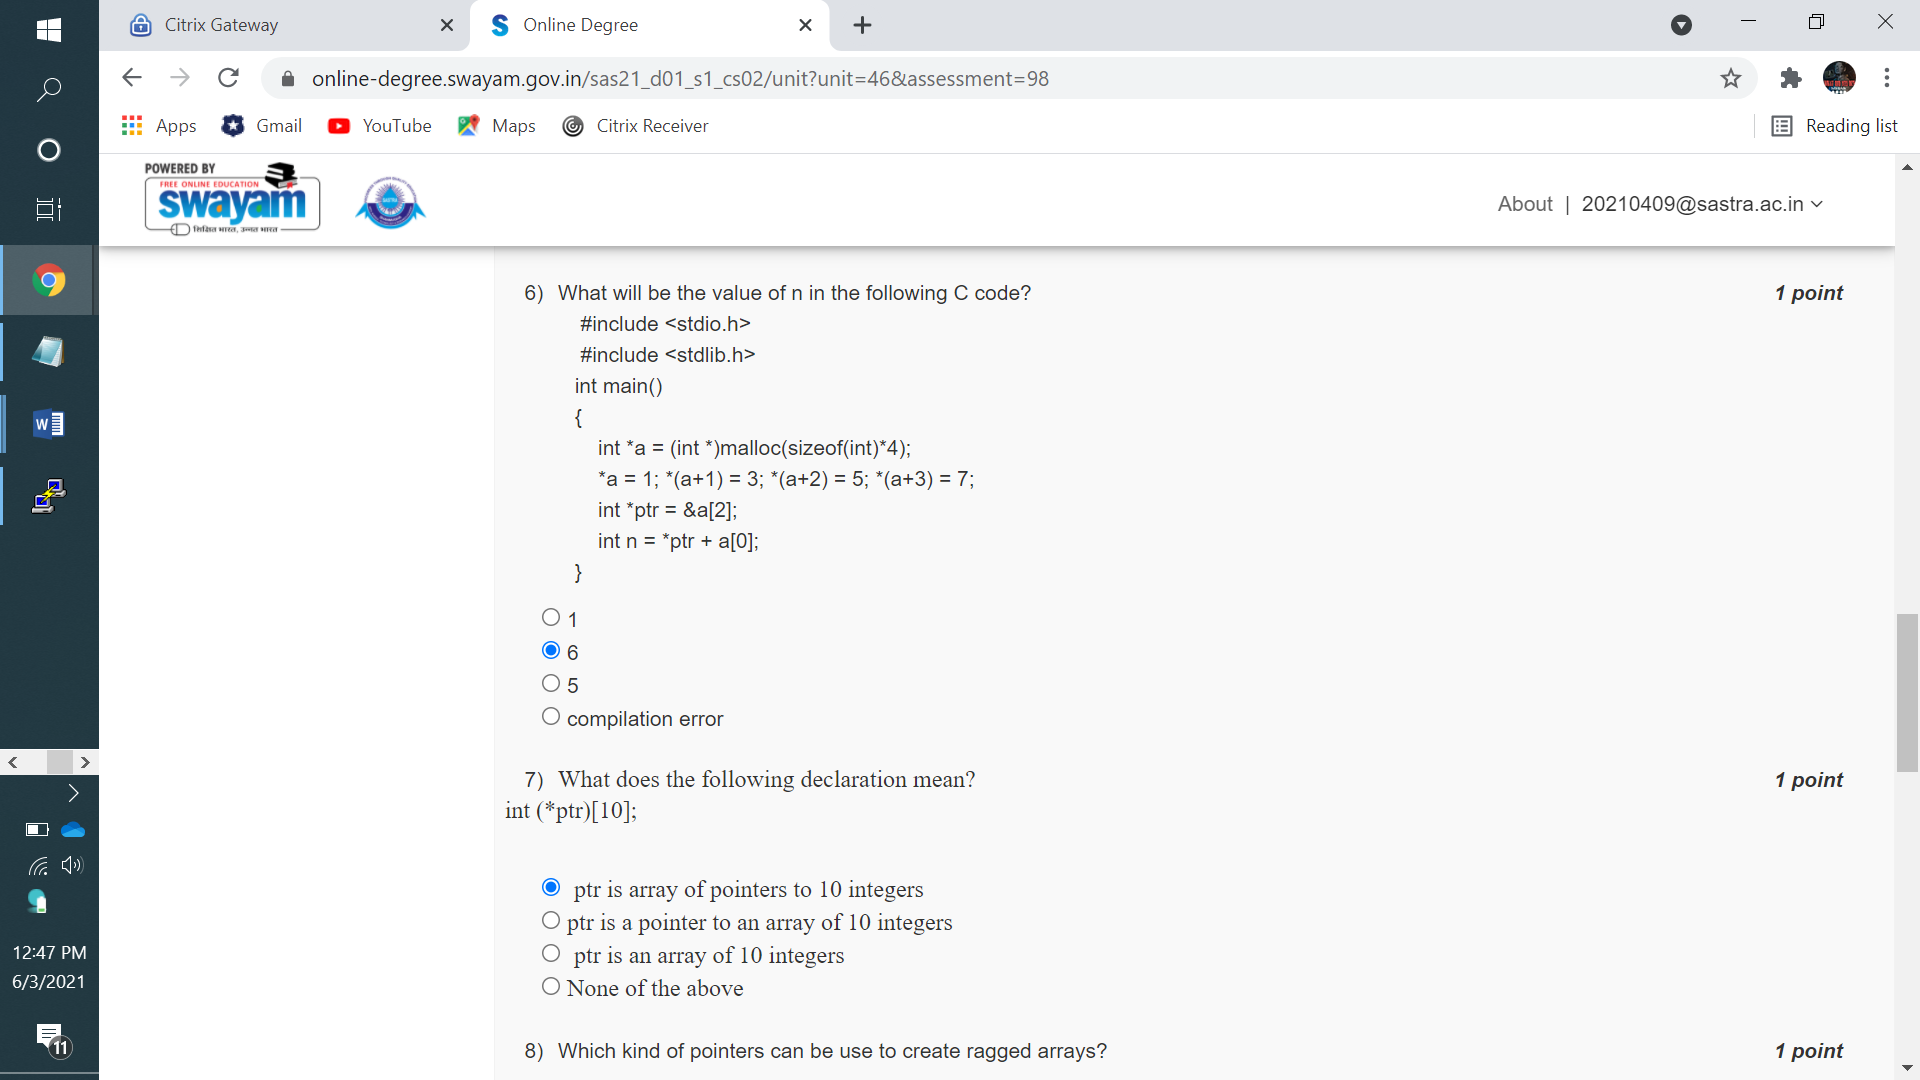 Citrix Gateway
Online Degree
online-degree.swayam.gov.in/sas21_d01_s1_cs02/unit?unit=46&assessment=98
Apps
Gmail
YouTube
Maps
Citrix Receiver
Reading list
POWERED BY
FREE ONLINE EDUCATION
swayam
शिक्षित भारत, उन्नत भारत
About | 20210409@sastra.ac.in
6) What will be the value of n in the following C code?
1 point
#include <stdio.h>
#include <stdlib.h>
int main()
{
int *a = (int *)malloc(sizeof(int)*4);
*a = 1; *(a+1) = 3; *(a+2) = 5; *(a+3) = 7;
int *ptr = &a[2];
int n = *ptr + a[0];
}
1
6
5
compilation error
7) What does the following declaration mean?
1 point
int (*ptr)[10];
ptr is array of pointers to 10 integers
ptr is a pointer to an array of 10 integers
ptr is an array of 10 integers
None of the above
8) Which kind of pointers can be use to create ragged arrays?
1 point
12:47 PM
6/3/2021
11